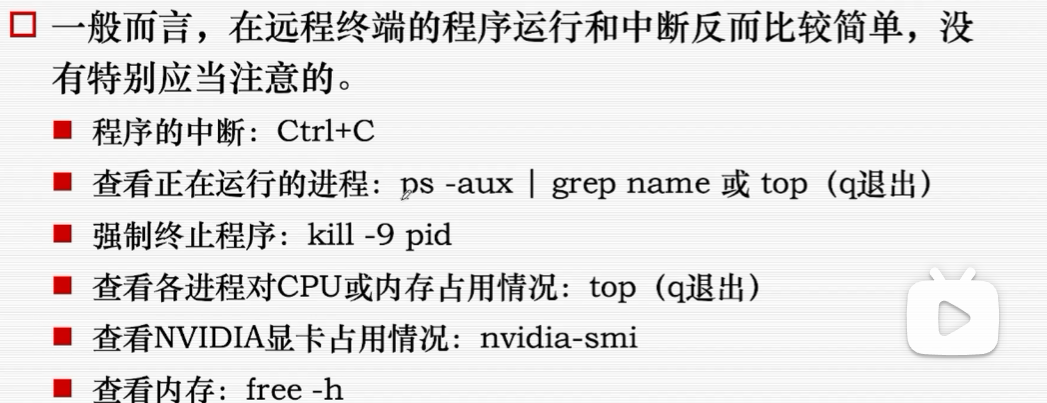 一般而言，在远程终端的程序运行和中断反而比较简单，没
有特别应当注意的。
程序的中断：Ctrl+C
查看正在运行的进程：ps -aux | grep name 或 top（q退出）
强制终止程序：kill -9 pid
查看各进程对CPU或内存占用情况：top（q退出）
查看NVIDIA显卡占用情况：nvidia-smi
查看内存：free -h